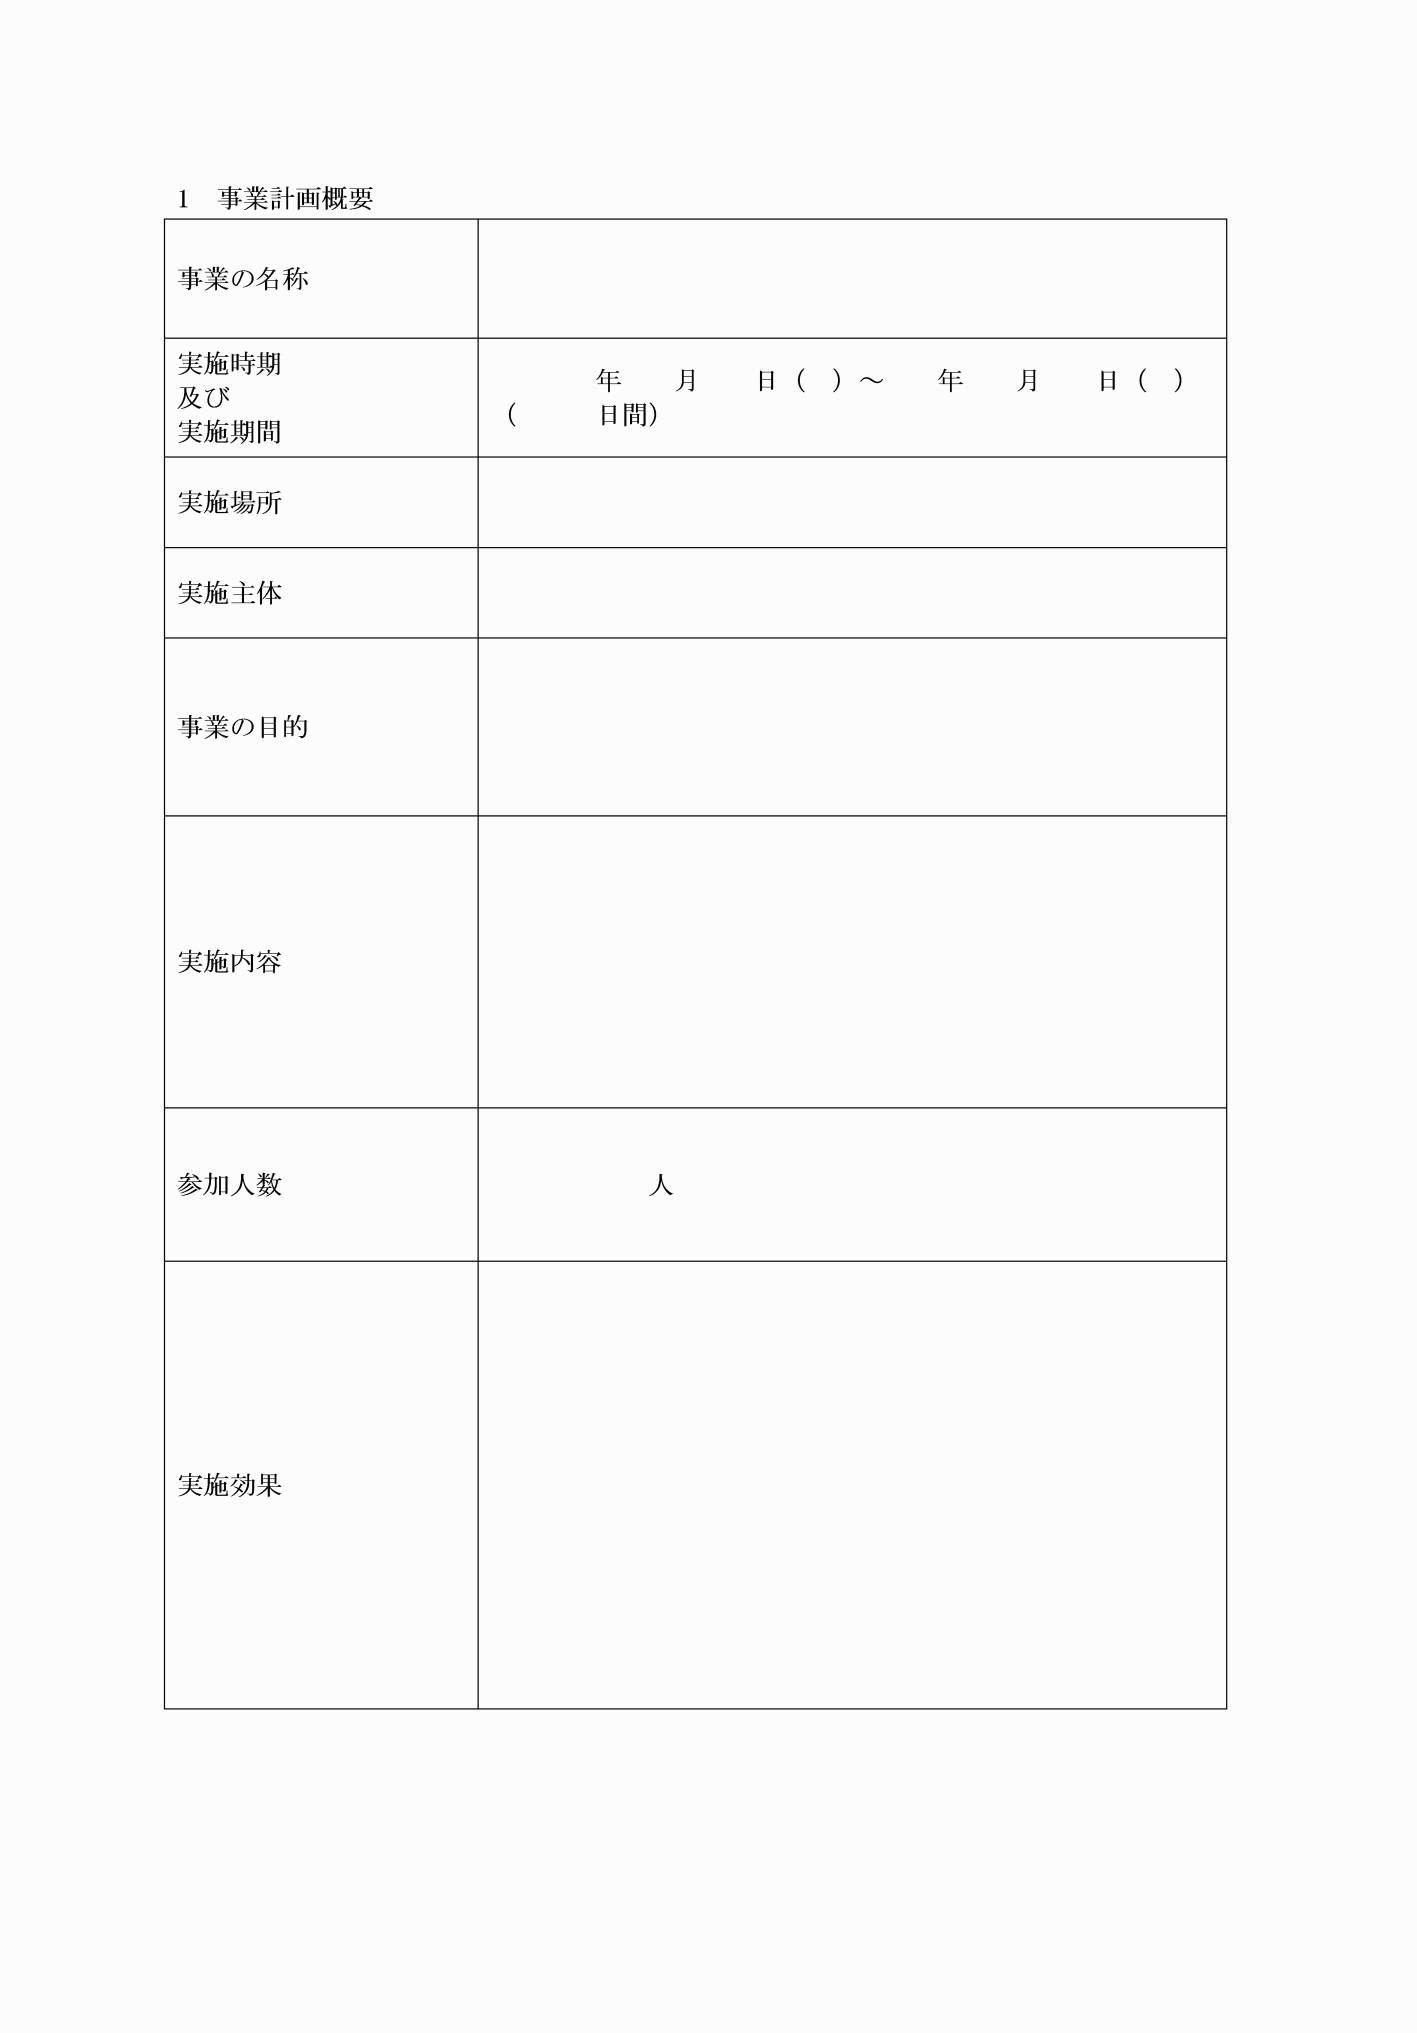 1　事業計画概要
事業の名称
実施時期
及び
実施期間
年　　月　　日（　）～　　年　　月　　日（　）
（　　　日間）
実施場所
実施主体
事業の目的
実施内容
参加人数
人
実施効果